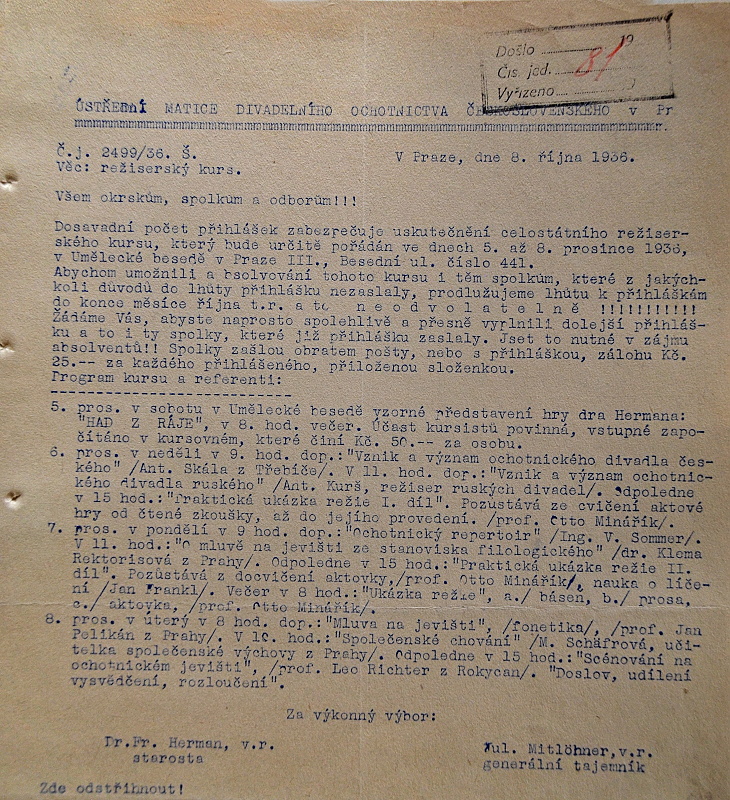 Došlo 19
Čís. jed. 81
Vyřízeno
ÚSTŘEDNÍ MATICE DIVADELNÍHO OCHOTNICTVA ČESKOSLOVENSKÉHO v Pr
Č.j. 2499/36. Š. V Praze, dne 8. října 1936.
Věc: režiserský kurs.
Všem okrskům, spolkům a odborům!!!
Dosavadní počet přihlášek zabezpečuje uskutečnění celostátního režiser-
ského kursu, který bude určitě pořádán ve dnech 5. až 8. prosince 1936,
v Umělecké besedě v Praze III., Besední ul. číslo 441.
Abychom umožnili a bsolvování tohoto kursu i těm spolkům, které z jakých-
koli důvodů do lhůty přihlášku nezaslaly, prodlužujeme lhůtu k přihláškám
do konce měsíce října t.r. a to n e o d v o l a t e l n ě !!!!!!!!!!!
Žádáme Vás, abyste naprosto spolehlivě a přesně vyplnili dolejší přihláš-
ku a to i ty spolky, které již přihlášku zaslaly. Jset to nutné v zájmu
absolventů!! Spolky zašlou obratem pošty, nebo s přihláškou, zálohu Kč.
25.-- za každého přihlášeného, přiloženou složenkou.
Program kursu a referenti:
---------------------------
5. pros. v sobotu v Umělecké besedě vzorné představení hry dra Hermana:
"HAD Z RÁJE", v 8. hod. večer. Účast kursistů povinná, vstupné zapo-
čítáno v kursovném, které činí Kč. 50.-- za osobu.
6. pros. v neděli v 9. hod. dop.: "Vznik a význam ochotnického divadla čes-
kého" /Ant. Skála z Třebíče/. V 11. hod. dop.:"Vznik a význam ochotnic-
kého divadla ruského" /Ant. Kurš, režiser ruských divadel/. Odpoledne
v 15 hod.:"Praktická ukázka režie I. díl". Pozůstává ze cvičení aktové
hry od čtené zkoušky, až do jejího provedení. /prof. Otto Minářík/.
7. pros. v pondělí v 9 hod. dop.:"Ochotnický repertoir" /Ing. V. Sommer/.
V 11. hod.:"O mluvě na jevišti ze stanoviska filologického" /dr. Klema
Rektorisová z Prahy/. Odpoledne v 15 hod.:"Praktická ukázka režie II.
díl". Pozůstává z docvičení aktovky,/prof. Otto Minářík/, nauka o líče-
ní /Jan Frankl/. Večer v 8 hod.:"Ukázka režie", a./ báseň, b./ prosa,
c./ aktovka, /prof. Otto Minářík/.
8. pros. v úterý v 8 hod. dop.:"Mluva na jevišti", /fonetika/, /prof. Jan
Pelikán z Prahy/. V 10. hod.:"Společenské chování" /M. Schäfrová, uči-
telka společenské výchovy z Prahy/. Odpoledne v 15 hod.:"Scénování na
ochotnickém jevišti", /prof. Leo Richter z Rokycan/. "Doslov, udílení
vysvědčení, rozloučení".
Za výkonný výbor:
Dr.Fr. Herman, v.r. Jul. Mitlöhner,v.r.
starosta generální tajemník
Zde odstřihnout!